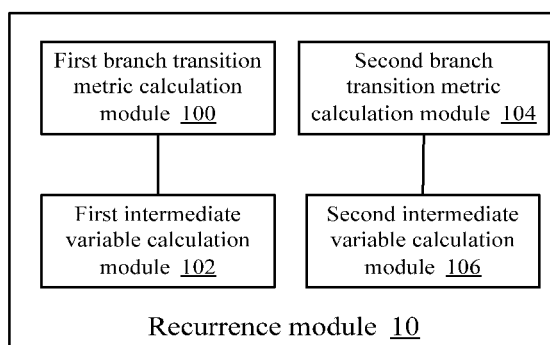 First branch transition
metric calculation
module 100
Second branch
transition metric
calculation module 104
First intermediate
variable calculation
module 102
Second intermediate
variable calculation
module 106
Recurrence module 10